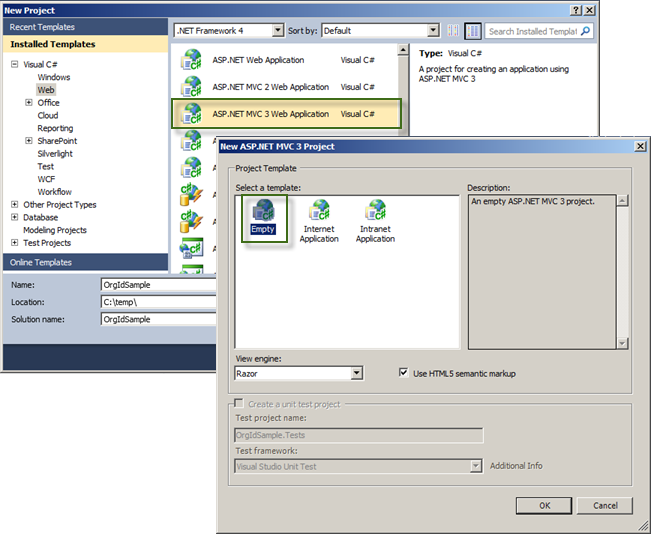 New Project
Recent Templates
.NET Framework 4
Sort by:
Default
Search Installed Templat
Installed Templates
Visual C#
Windows
Web
Office
Cloud
Reporting
SharePoint
Silverlight
Test
WCF
Workflow
Other Project Types
Database
Modeling Projects
Test Projects
Online Templates
ASP.NET Web Application Visual C#
ASP.NET MVC 2 Web Application Visual C#
ASP.NET MVC 3 Web Application Visual C#
Type: Visual C#
A project for creating an application using
ASP.NET MVC 3
Name:
OrgIdSample
Location:
C:\temp\
Solution name:
OrgIdSample
New ASP.NET MVC 3 Project
Project Template
Select a template:
Empty
Internet
Application
Intranet
Application
Description:
An empty ASP.NET MVC 3 project.
View engine:
Razor
Use HTML5 semantic markup
Create a unit test project
Test project name:
OrgIdSample.Tests
Test framework:
Visual Studio Unit Test
Additional Info
OK
Cancel